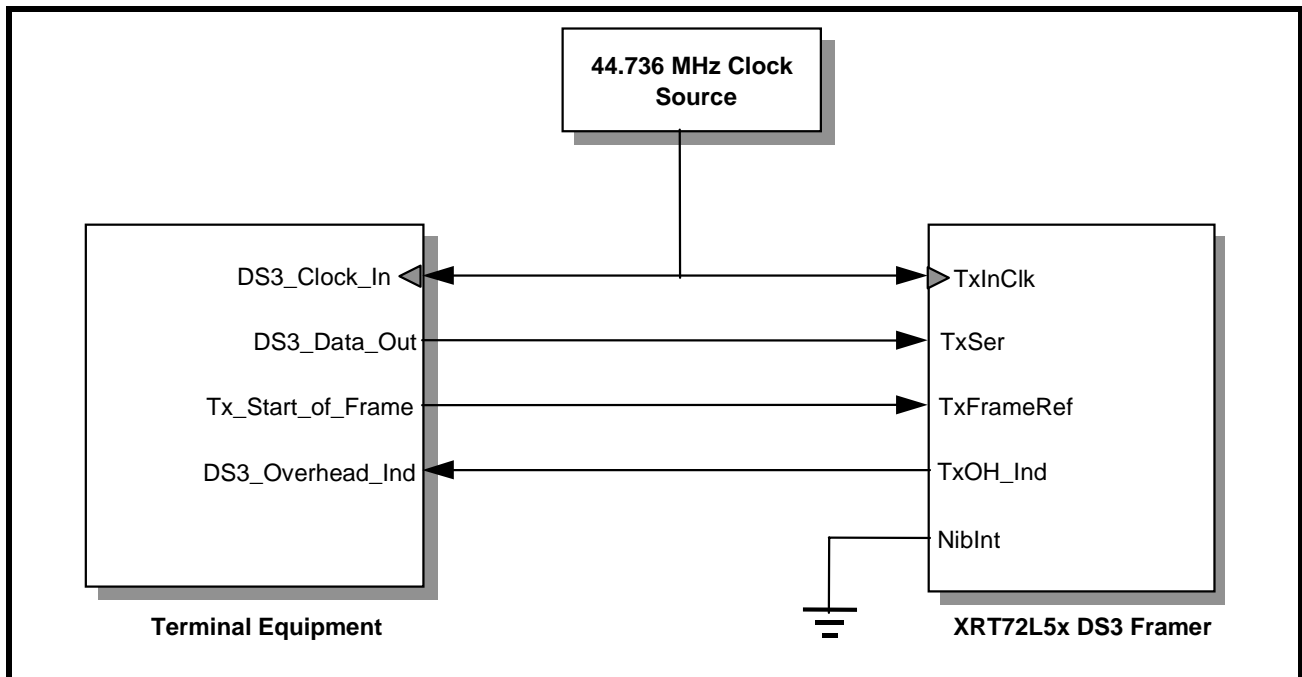 44.736 MHz Clock
Source
DS3_Clock_In
TxInClk
DS3_Data_Out
TxSer
Tx_Start_of_Frame
TxFrameRef
DS3_Overhead_Ind
TxOH_Ind
NibInt
Terminal Equipment
XRT72L5x DS3 Framer